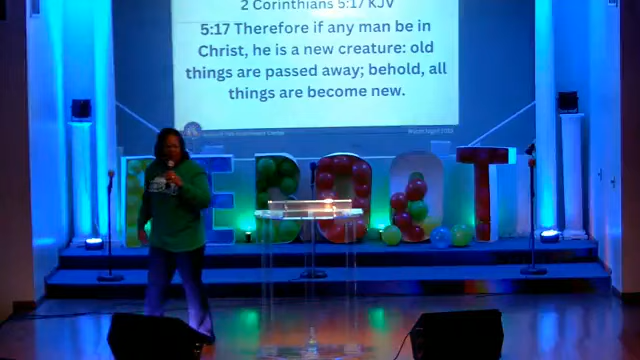 2 Corinthians 5:17 KJV
5:17 Therefore if any man be in
Christ, he is a new creature: old
things are passed away; behold, all
things are become new.
REBOOT